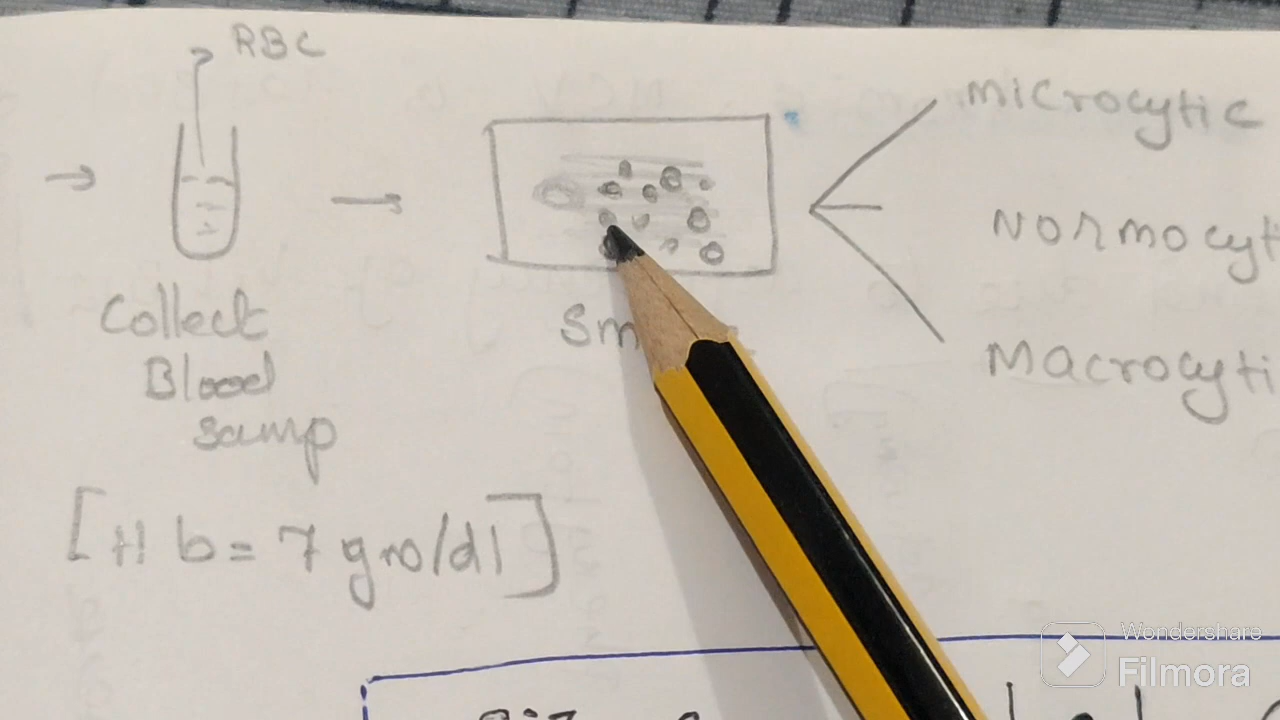 RBC
Microcytic
Normocyt
Macrocyti
Sm
Collect
Blood
samp
[Hb = 7 gm/dl]
Wondershare
Filmora